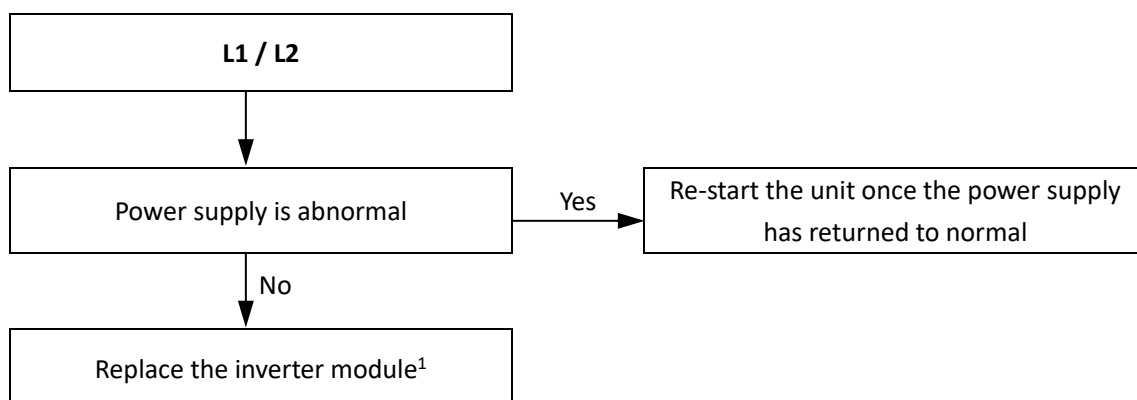 L1 / L2
Power supply is abnormal
Yes
Re-start the unit once the power supply
has returned to normal
No
Replace the inverter module¹